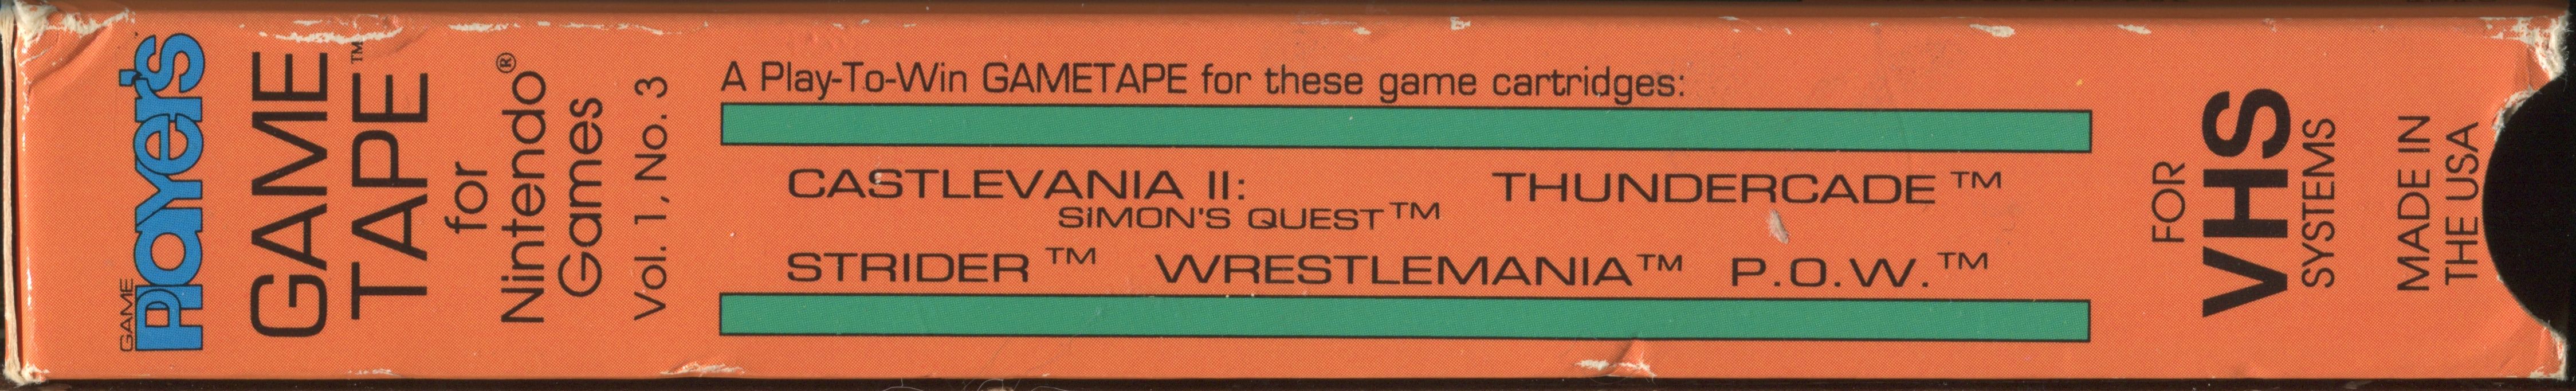 GAME
Player's
GAME
TAPE™
for
Nintendo®
Games
Vol. 1, No. 3
A Play-To-Win GAMETAPE for these game cartridges:
CASTLEVANIA II:
SIMON'S QUEST™
THUNDERCADE™
STRIDER™ WRESTLEMANIA™ P.O.W.™
FOR
VHS
SYSTEMS
MADE IN
THE USA